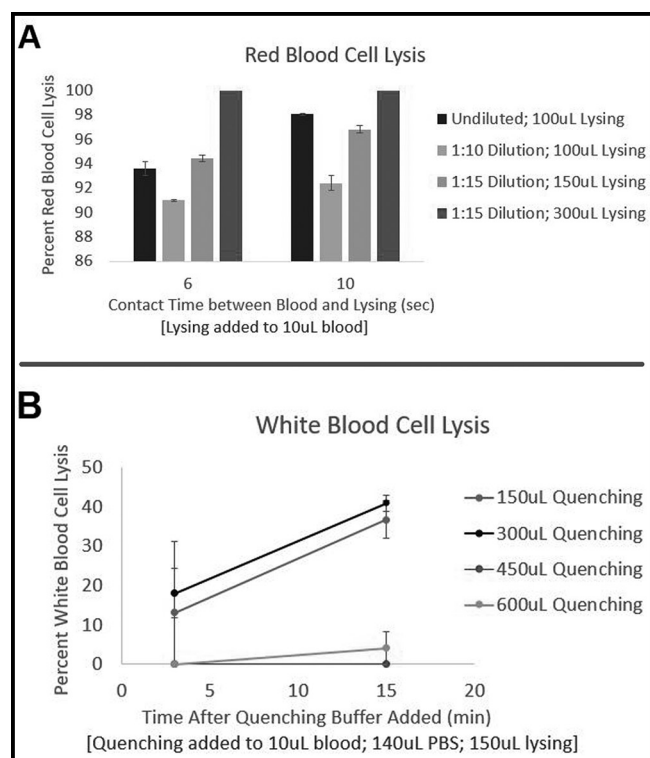 A
Red Blood Cell Lysis
Percent Red Blood Cell Lysis
100
98
96
94
92
90
88
86
6
10
Contact Time between Blood and Lysing (sec)
[Lysing added to 10uL blood]
Undiluted; 100uL Lysing
1:10 Dilution; 100uL Lysing
1:15 Dilution; 150uL Lysing
1:15 Dilution; 300uL Lysing
B
White Blood Cell Lysis
Percent White Blood Cell Lysis
50
40
30
20
10
0
0
5
10
15
20
Time After Quenching Buffer Added (min)
[Quenching added to 10uL blood; 140uL PBS; 150uL lysing]
150uL Quenching
300uL Quenching
450uL Quenching
600uL Quenching